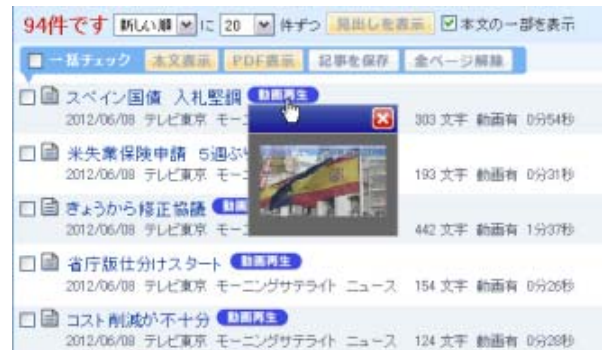 94件です 新しい順 に 20 件ずつ 見出しを表示 本文の一部を表示
一括チェック 本文表示 PDF表示 記事を保存 全ページ解除
スペイン国債 入札堅調 動画再生
2012/06/08 テレビ東京 モーニ 303 文字 動画有 0分54秒
米失業保険申請 5週ぶり
2012/06/08 テレビ東京 モーニ 193 文字 動画有 0分31秒
きょうから修正協議 動画
2012/06/08 テレビ東京 モーニ 442 文字 動画有 1分37秒
省庁版仕分けスタート 動画再生
2012/06/08 テレビ東京 モーニングサテライト ニュース 154 文字 動画有 0分26秒
コスト削減が不十分 動画再生
2012/06/08 テレビ東京 モーニングサテライト ニュース 124 文字 動画有 0分28秒